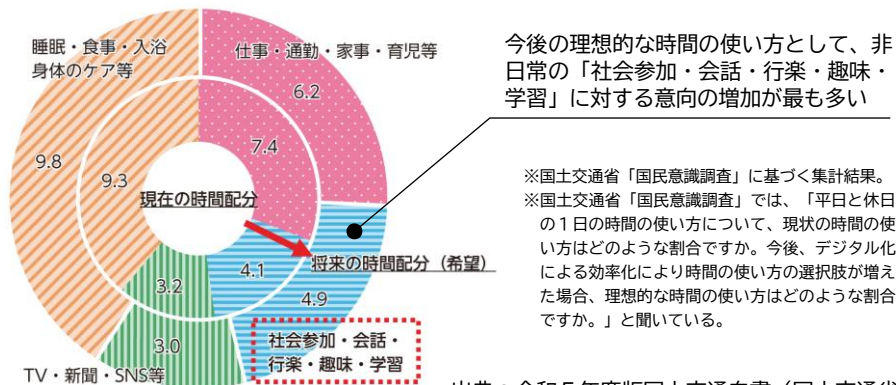 睡眠・食事・入浴
身体のケア等
仕事・通勤・家事・育児等
6.2
7.4
9.8
9.3
現在の時間配分
将来の時間配分（希望）
4.1
4.9
3.2
3.0
社会参加・会話・
行楽・趣味・学習
TV・新聞・SNS等
今後の理想的な時間の使い方として、非
日常の「社会参加・会話・行楽・趣味・
学習」に対する意向の増加が最も多い
※国土交通省「国民意識調査」に基づく集計結果。
※国土交通省「国民意識調査」では、「平日と休日
の１日の時間の使い方について、現状の時間の使
い方はどのような割合ですか。今後、デジタル化
による効率化により時間の使い方の選択肢が増え
た場合、理想的な時間の使い方はどのような割合
ですか。」と聞いている。